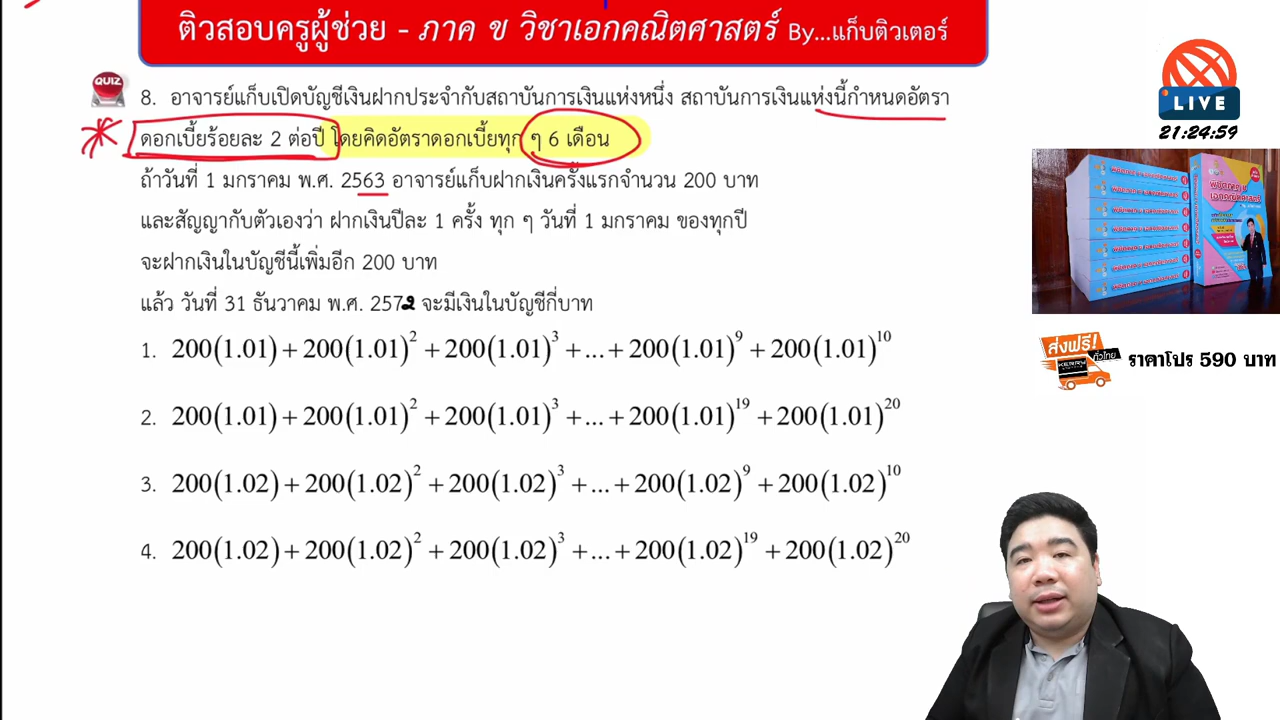 ติวสอบครูผู้ช่วย - ภาค ข วิชาเอกคณิตศาสตร์ By...แก็บติวเตอร์
QUIZ
8. อาจารย์แก็บเปิดบัญชีเงินฝากประจำกับสถาบันการเงินแห่งหนึ่ง สถาบันการเงินแห่งนี้กำหนดอัตรา
ดอกเบี้ยร้อยละ 2 ต่อปี โดยคิดอัตราดอกเบี้ยทุก ๆ 6 เดือน
ถ้าวันที่ 1 มกราคม พ.ศ. 2563 อาจารย์แก็บฝากเงินครั้งแรกจำนวน 200 บาท
และสัญญากับตัวเองว่า ฝากเงินปีละ 1 ครั้ง ทุก ๆ วันที่ 1 มกราคม ของทุกปี
จะฝากเงินในบัญชีนี้เพิ่มอีก 200 บาท
แล้ว วันที่ 31 ธันวาคม พ.ศ. 2572 จะมีเงินในบัญชีกี่บาท
1. 200(1.01) + 200(1.01)² + 200(1.01)³ + ... + 200(1.01)⁹ + 200(1.01)¹⁰
2. 200(1.01) + 200(1.01)² + 200(1.01)³ + ... + 200(1.01)¹⁹ + 200(1.01)²⁰
3. 200(1.02) + 200(1.02)² + 200(1.02)³ + ... + 200(1.02)⁹ + 200(1.02)¹⁰
4. 200(1.02) + 200(1.02)² + 200(1.02)³ + ... + 200(1.02)¹⁹ + 200(1.02)²⁰
LIVE
21:24:59
ส่งฟรี!
ทั่วไทย
KERRY
ราคาโปร 590 บาท